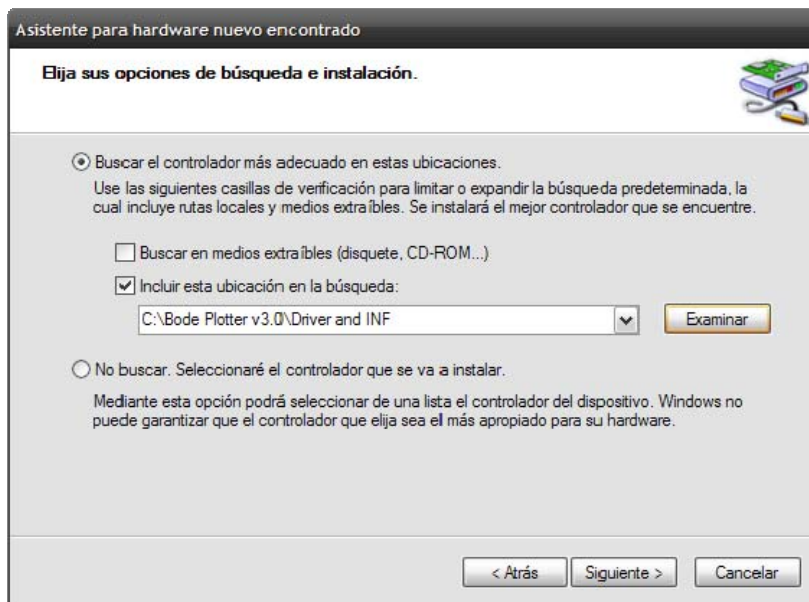 Asistente para hardware nuevo encontrado
Elija sus opciones de búsqueda e instalación.
Buscar el controlador más adecuado en estas ubicaciones.
Use las siguientes casillas de verificación para limitar o expandir la búsqueda predeterminada, la
cual incluye rutas locales y medios extraíbles. Se instalará el mejor controlador que se encuentre.
Buscar en medios extraíbles (disquete, CD-ROM...)
Incluir esta ubicación en la búsqueda:
C:\Bode Plotter v3.0\Driver and INF
Examinar
No buscar. Seleccionaré el controlador que se va a instalar.
Mediante esta opción podrá seleccionar de una lista el controlador del dispositivo. Windows no
puede garantizar que el controlador que elija sea el más apropiado para su hardware.
< Atrás Siguiente > Cancelar